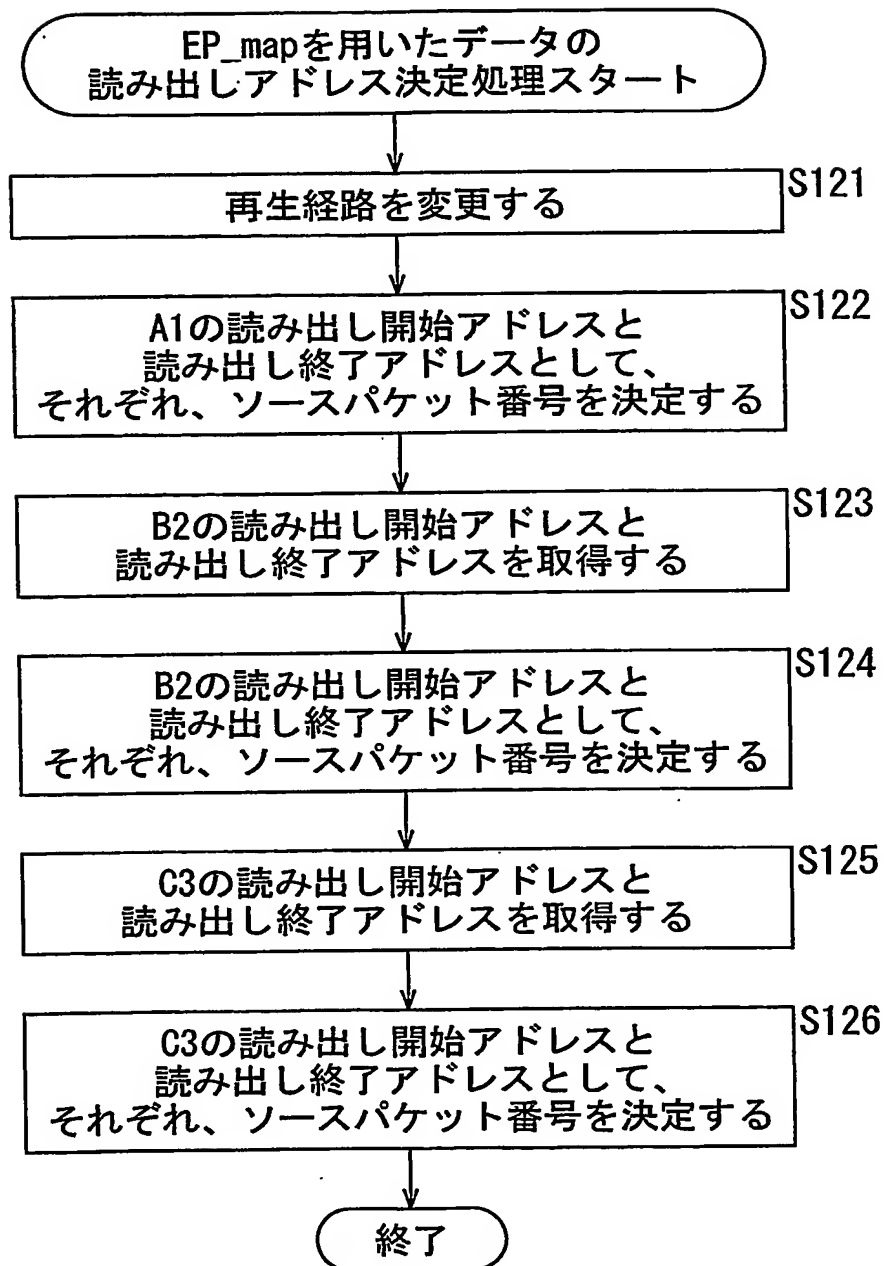 EP_mapを用いたデータの
読み出しアドレス決定処理スタート
S121
再生経路を変更する
S122
A1の読み出し開始アドレスと
読み出し終了アドレスとして、
それぞれ、ソースパケット番号を決定する
S123
B2の読み出し開始アドレスと
読み出し終了アドレスを取得する
S124
B2の読み出し開始アドレスと
読み出し終了アドレスとして、
それぞれ、ソースパケット番号を決定する
S125
C3の読み出し開始アドレスと
読み出し終了アドレスを取得する
S126
C3の読み出し開始アドレスと
読み出し終了アドレスとして、
それぞれ、ソースパケット番号を決定する
終了